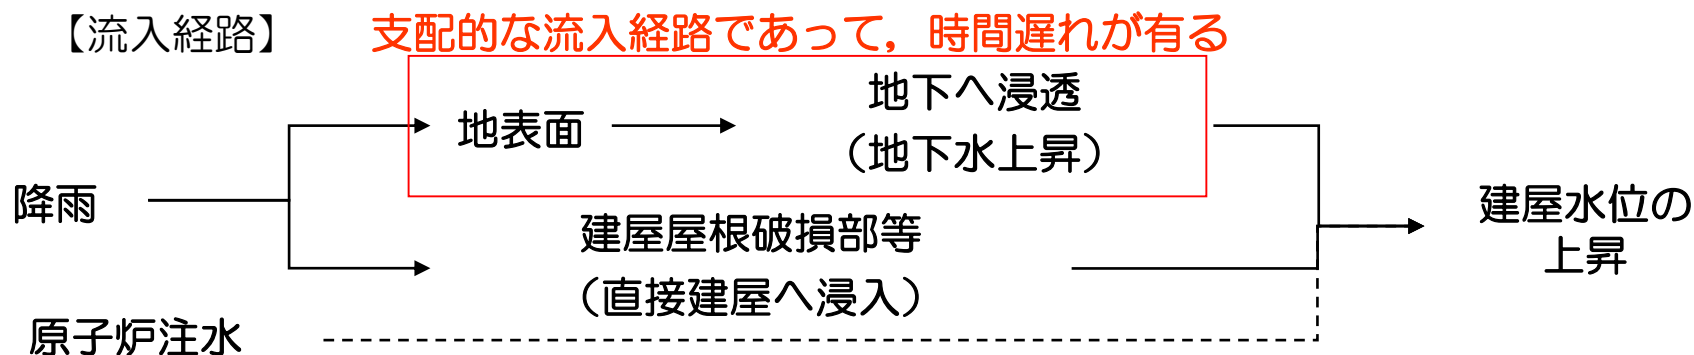 【流入経路】
支配的な流入経路であって，時間遅れが有る
地表面
地下へ浸透
（地下水上昇）
降雨
建屋屋根破損部等
（直接建屋へ浸入）
建屋水位の
上昇
原子炉注水